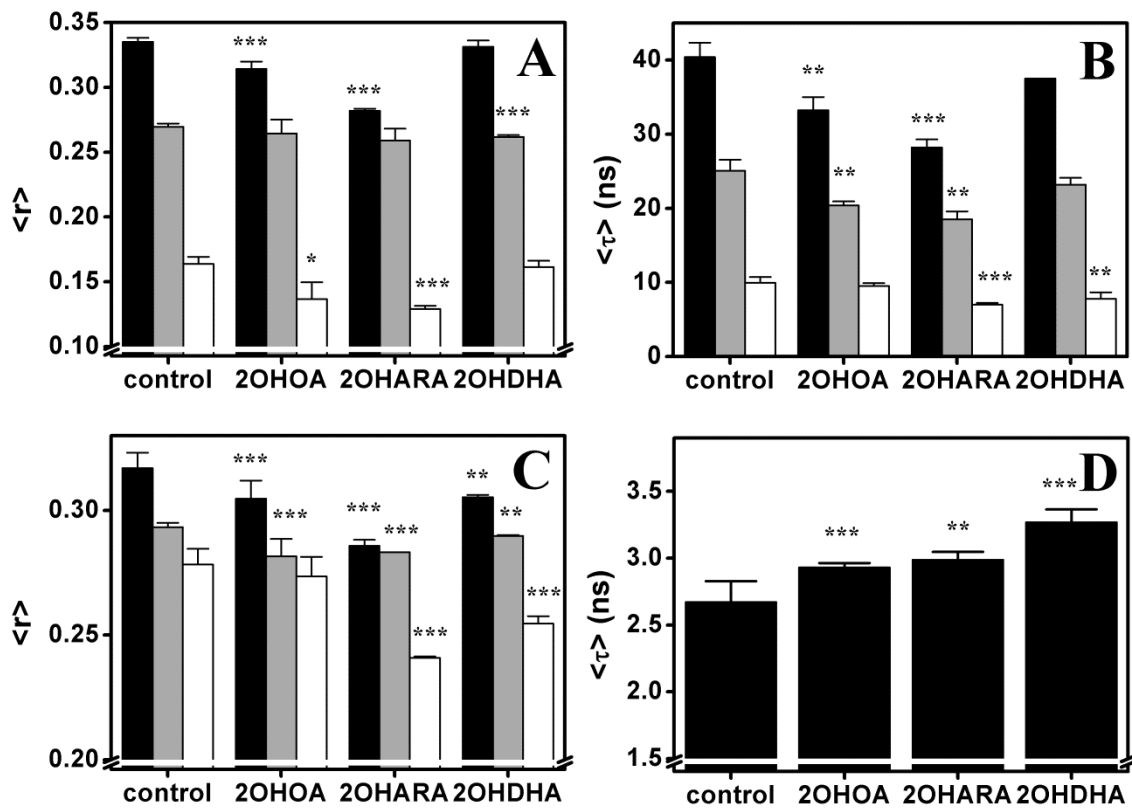 A
<r>
0.35
0.30
0.25
0.20
0.15
0.10
*** *** ***
* ***
control 2OHOA 2OHARA 2OHDHA
B
<τ> (ns)
40
30
20
10
0
** ***
** ** *** **
control 2OHOA 2OHARA 2OHDHA
C
<r>
0.30
0.25
0.20
*** *** *** *** ** **
*** ***
control 2OHOA 2OHARA 2OHDHA
D
<τ> (ns)
3.5
3.0
2.5
2.0
1.5
*** ** ***
control 2OHOA 2OHARA 2OHDHA